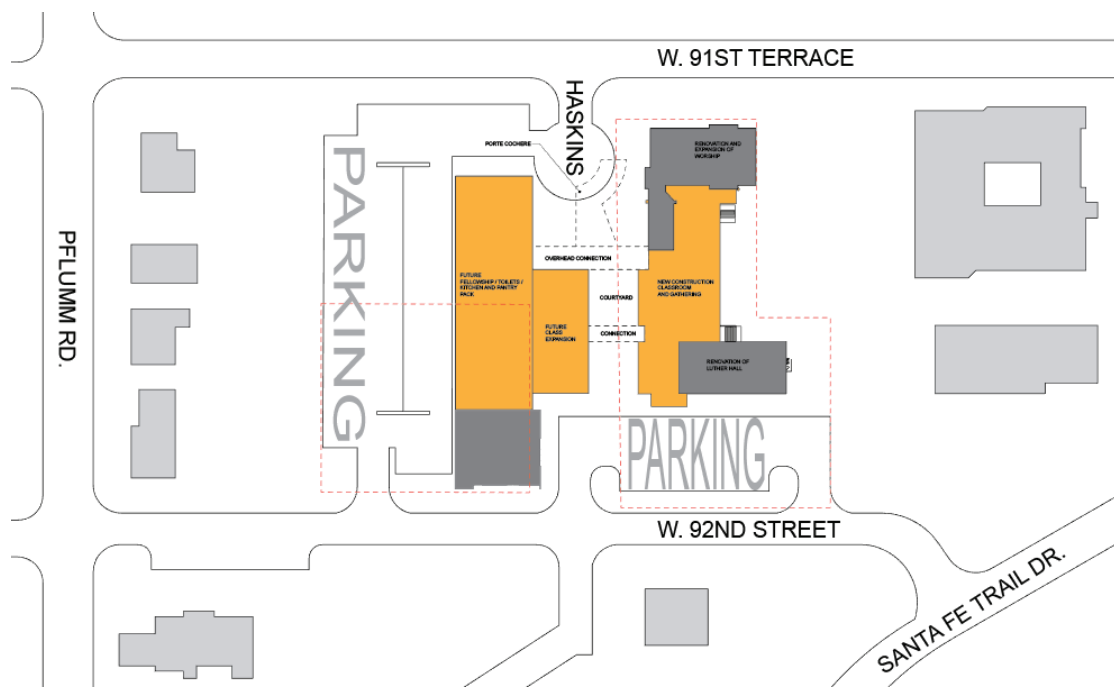 W. 91ST TERRACE
HASKINS
PORTE COCHERE
RENOVATION AND
EXPANSION OF
WORSHIP
PARKING
PFLUMM RD.
OVERHEAD CONNECTION
FUTURE
FELLOWSHIP / TOILETS /
KITCHEN AND PANTRY
PACK
NEW CONSTRUCTION
CLASSROOM
AND GATHERING
COURTYARD
FUTURE
CLASS
EXPANSION
CONNECTION
RENOVATION OF
LUTHER HALL
PARKING
W. 92ND STREET
SANTA FE TRAIL DR.